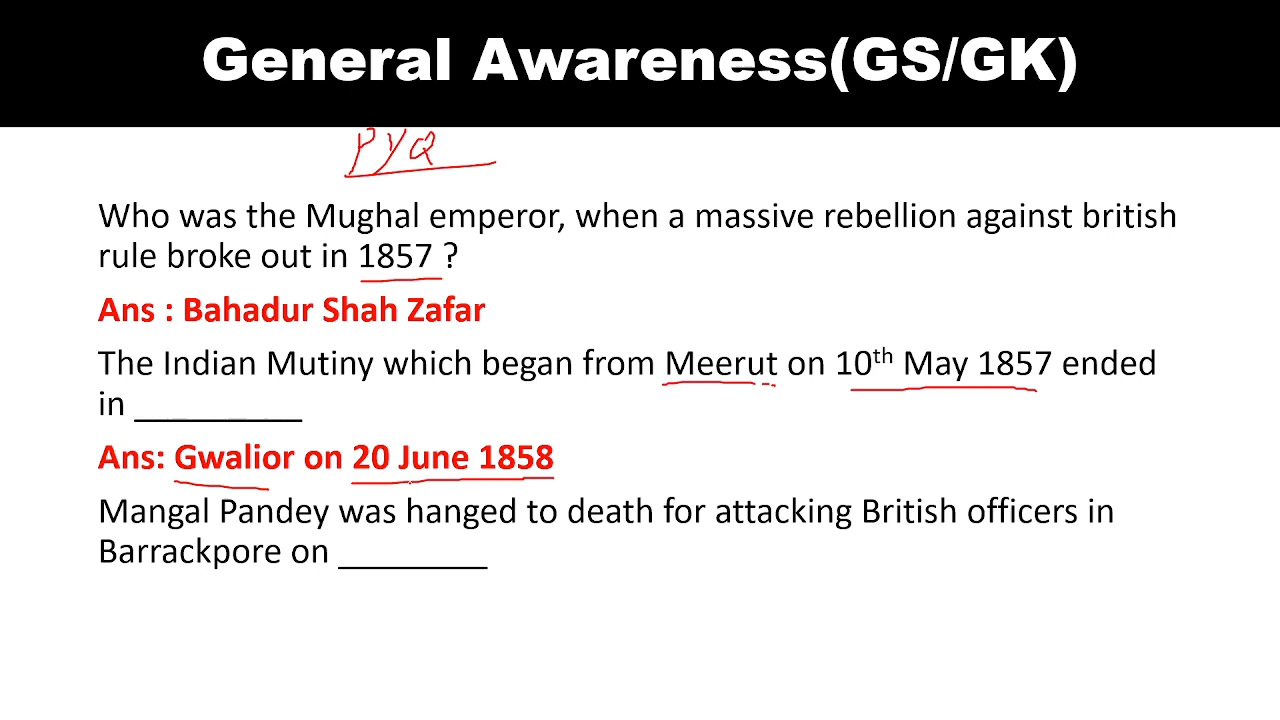 General Awareness(GS/GK)
PYQ
Who was the Mughal emperor, when a massive rebellion against british
rule broke out in 1857 ?
Ans : Bahadur Shah Zafar
The Indian Mutiny which began from Meerut on 10th May 1857 ended
in _________
Ans: Gwalior on 20 June 1858
Mangal Pandey was hanged to death for attacking British officers in
Barrackpore on ________